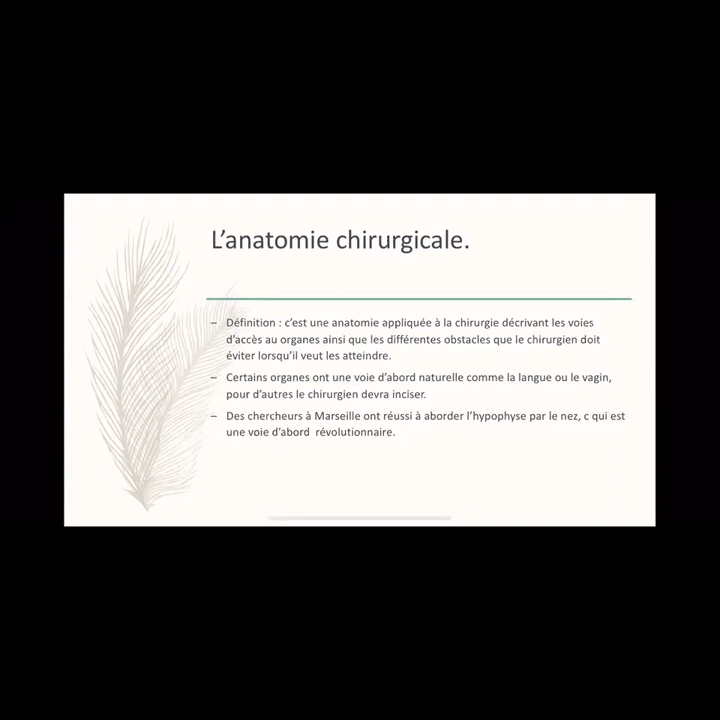 L’anatomie chirurgicale.
– Définition : c’est une anatomie appliquée à la chirurgie décrivant les voies
d’accès au organes ainsi que les différentes obstacles que le chirurgien doit
éviter lorsqu’il veut les atteindre.
– Certains organes ont une voie d’abord naturelle comme la langue ou le vagin,
pour d’autres le chirurgien devra inciser.
– Des chercheurs à Marseille ont réussi à aborder l’hypophyse par le nez, c qui est
une voie d’abord  révolutionnaire.